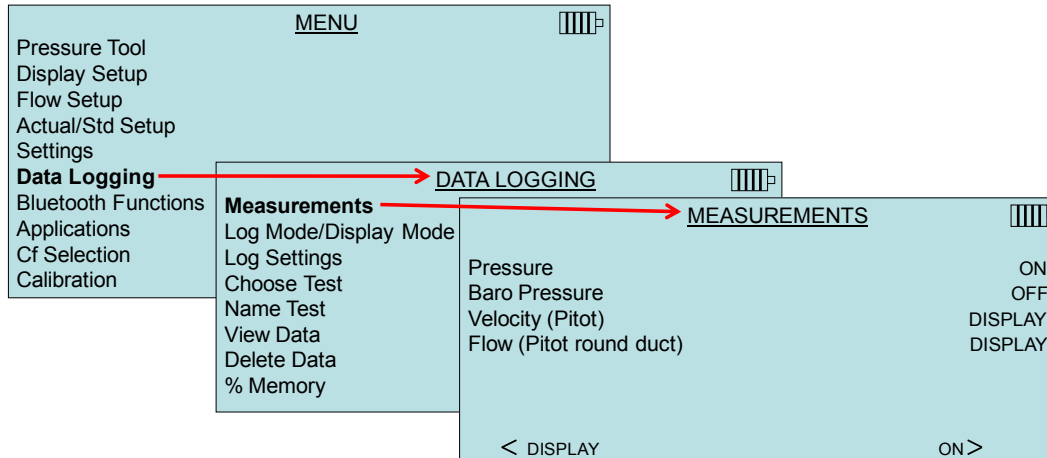 MENU
Pressure Tool
Display Setup
Flow Setup
Actual/Std Setup
Settings
Data Logging
Bluetooth Functions
Applications
Cf Selection
Calibration
DATA LOGGING
Measurements
Log Mode/Display Mode
Log Settings
Choose Test
Name Test
View Data
Delete Data
% Memory
MEASUREMENTS
Pressure ON
Baro Pressure OFF
Velocity (Pitot) DISPLAY
Flow (Pitot round duct) DISPLAY
< DISPLAY ON >